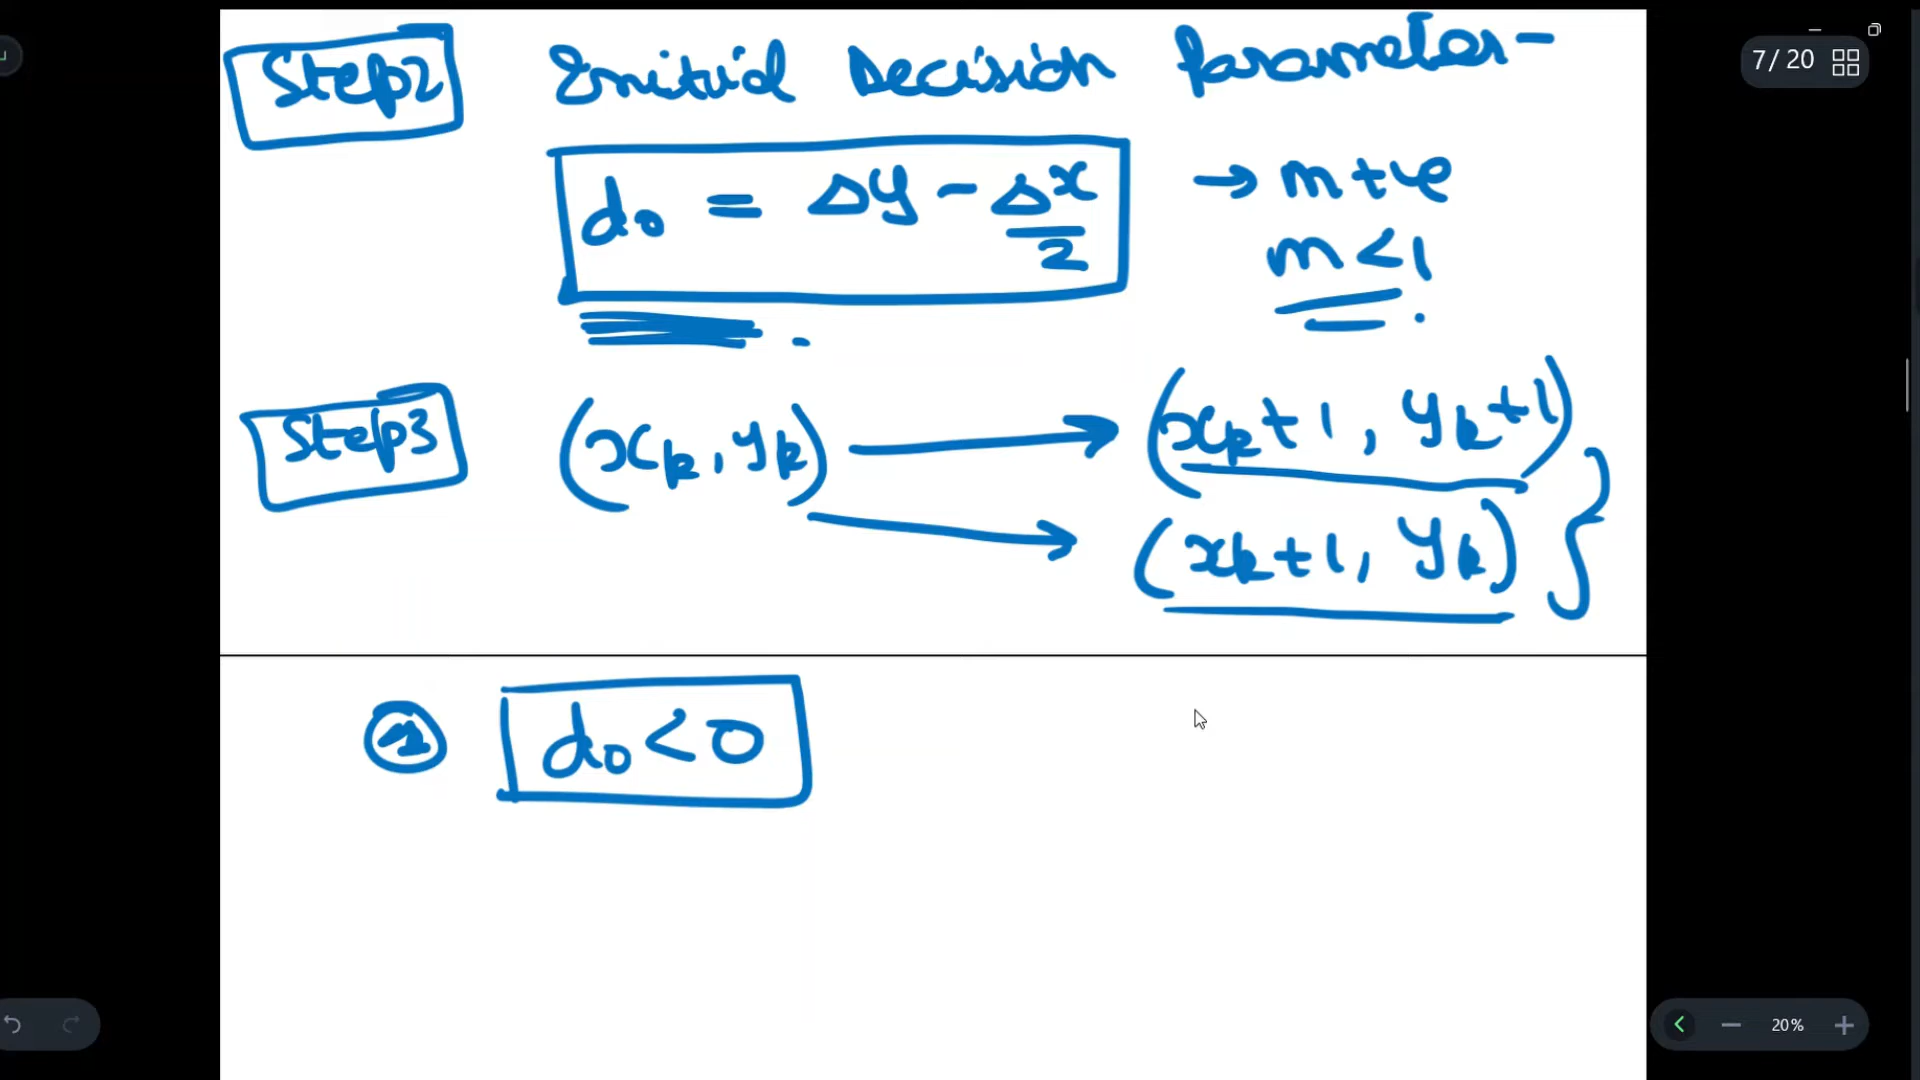 7/ 20
Step2 Initial Decision Parameter-
d₀ = Δy - Δx/2 → m +ve
m < 1
Step3 (xₖ, yₖ) → (xₖ+1, yₖ+1)
→ (xₖ+1, yₖ) }
1 d₀ < 0
20%